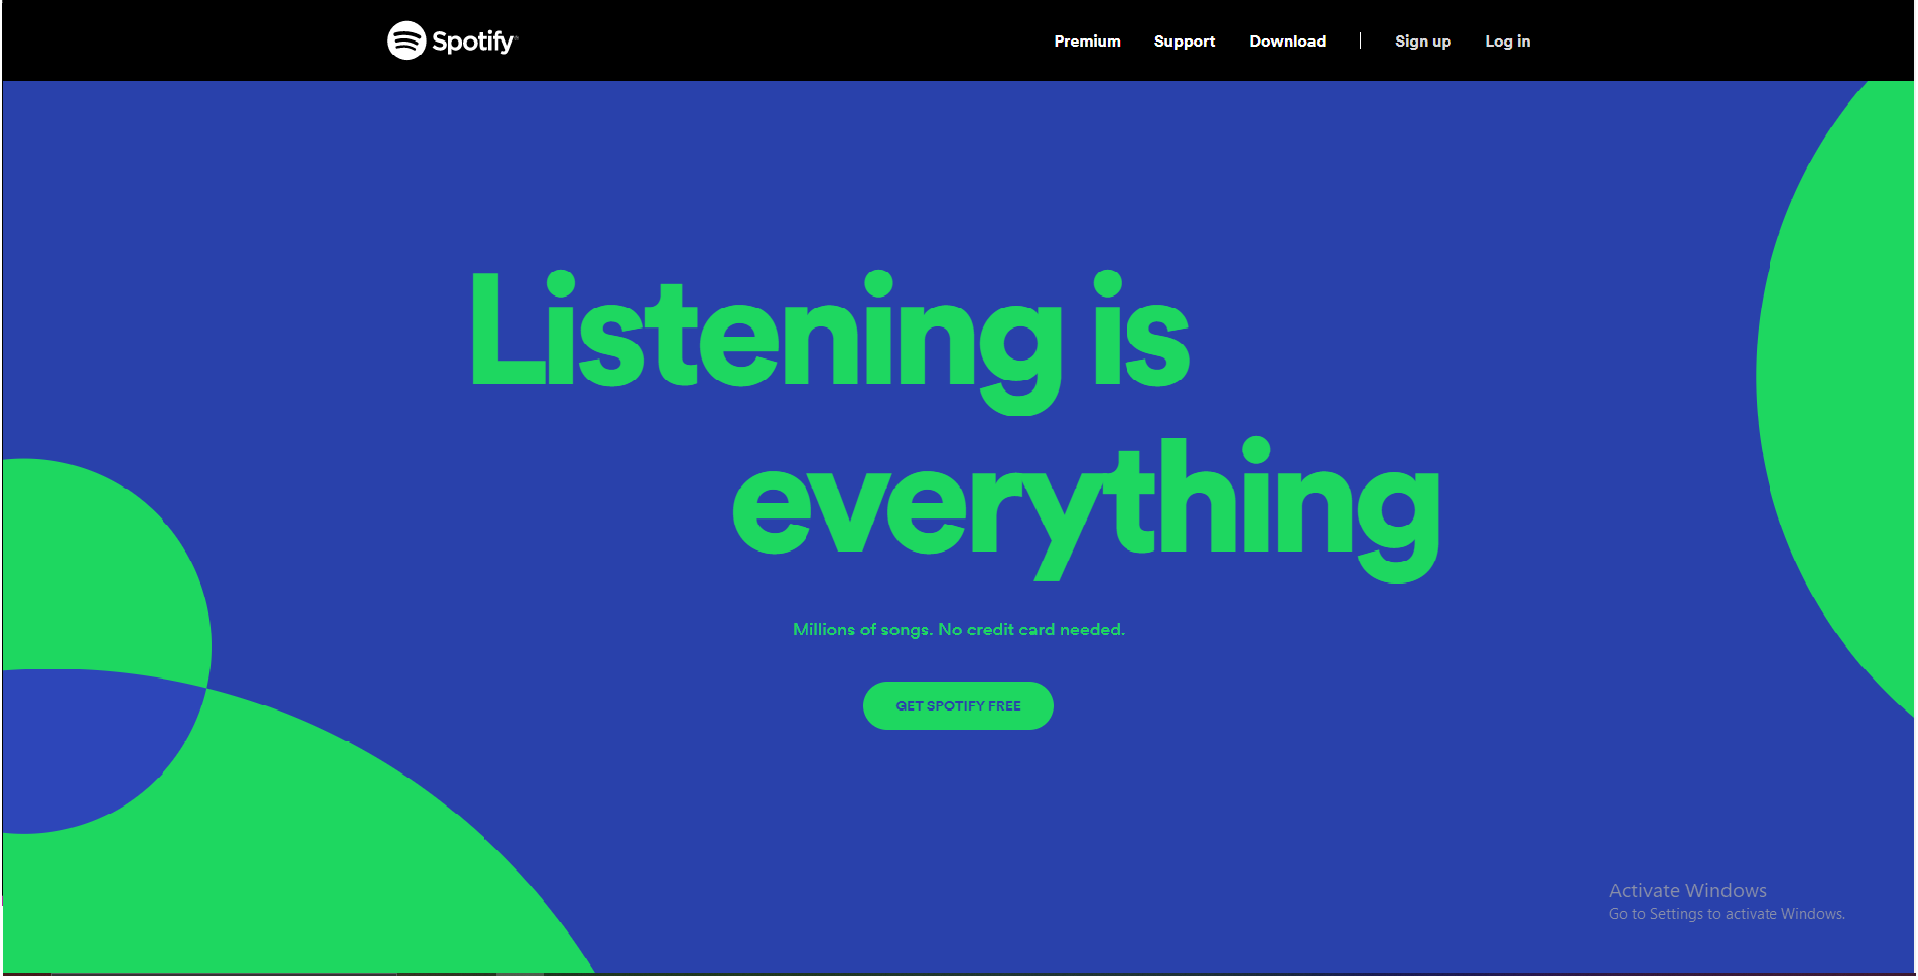 Spotify
Premium Support Download | Sign up Log in
Listening is
everything
Millions of songs. No credit card needed.
GET SPOTIFY FREE
Activate Windows
Go to Settings to activate Windows.